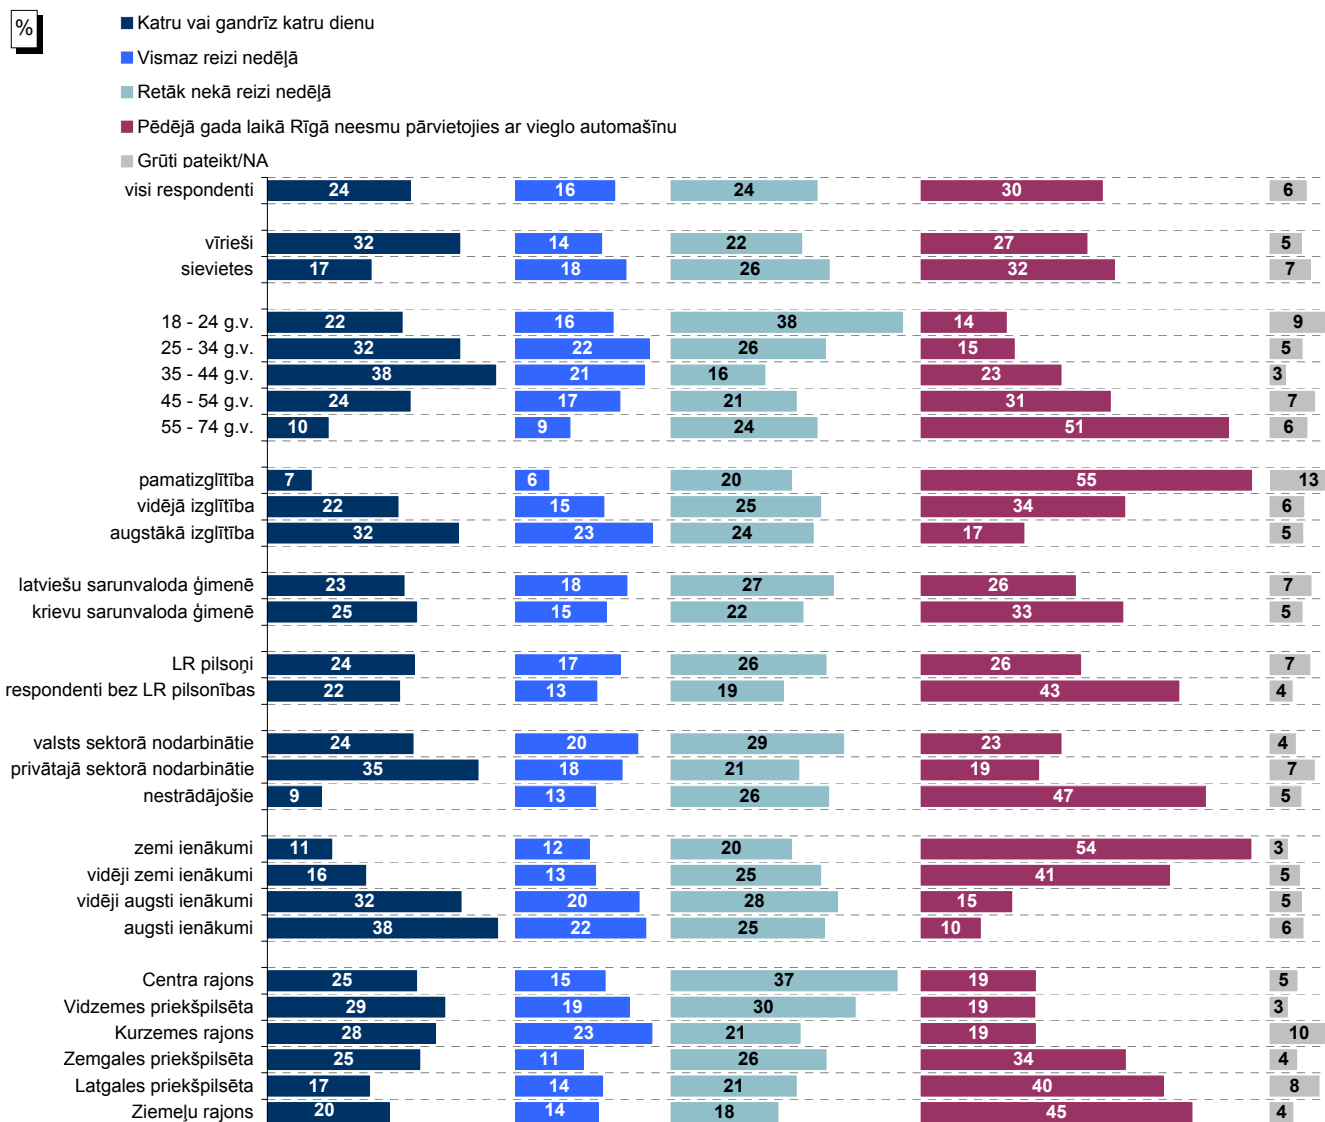 %
Katru vai gandrīz katru dienu
Vismaz reizi nedēļā
Retāk nekā reizi nedēļā
Pēdējā gada laikā Rīgā neesmu pārvietojies ar vieglo automašīnu
Grūti pateikt/NA
visi respondenti 24 16 24 30 6
vīrieši 32 14 22 27 5
sievietes 17 18 26 32 7
18 - 24 g.v. 22 16 38 14 9
25 - 34 g.v. 32 22 26 15 5
35 - 44 g.v. 38 21 16 23 3
45 - 54 g.v. 24 17 21 31 7
55 - 74 g.v. 10 9 24 51 6
pamatizglītība 7 6 20 55 13
vidējā izglītība 22 15 25 34 6
augstākā izglītība 32 23 24 17 5
latviešu sarunvaloda ģimenē 23 18 27 26 7
krievu sarunvaloda ģimenē 25 15 22 33 5
LR pilsoņi 24 17 26 26 7
respondenti bez LR pilsonības 22 13 19 43 4
valsts sektorā nodarbinātie 24 20 29 23 4
privātajā sektorā nodarbinātie 35 18 21 19 7
nestrādājošie 9 13 26 47 5
zemi ienākumi 11 12 20 54 3
vidēji zemi ienākumi 16 13 25 41 5
vidēji augsti ienākumi 32 20 28 15 5
augsti ienākumi 38 22 25 10 6
Centra rajons 25 15 37 19 5
Vidzemes priekšpilsēta 29 19 30 19 3
Kurzemes rajons 28 23 21 19 10
Zemgales priekšpilsēta 25 11 26 34 4
Latgales priekšpilsēta 17 14 21 40 8
Ziemeļu rajons 20 14 18 45 4